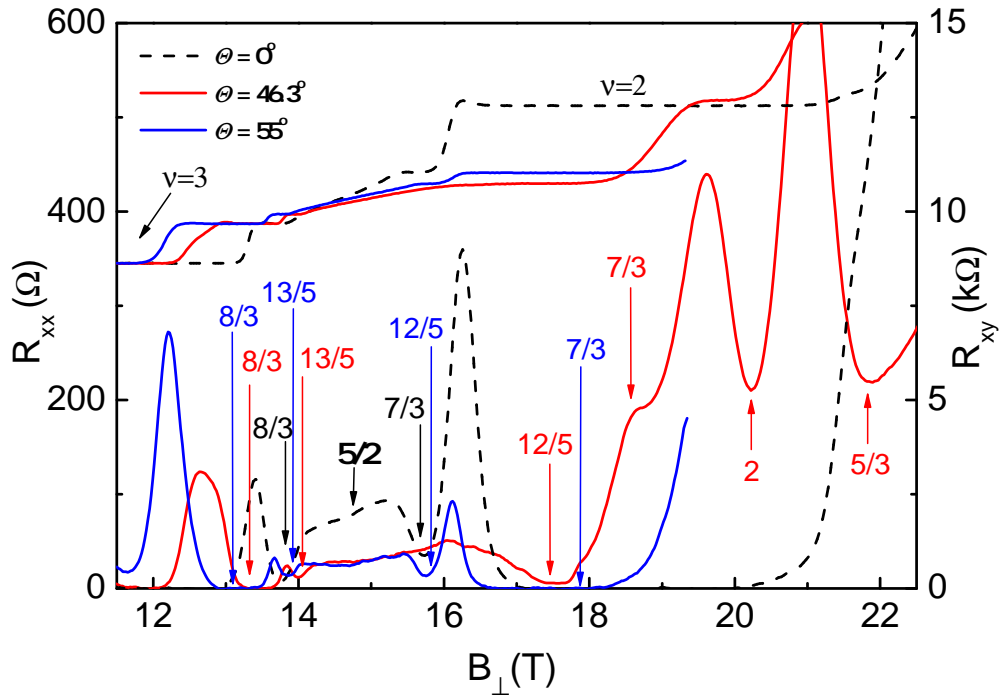 600
400
200
0
R_xx (Ω)
Θ = 0°
Θ = 46.3°
Θ = 55°
ν=3
ν=2
8/3
13/5
8/3
13/5
8/3
5/2
7/3
12/5
12/5
7/3
7/3
2
5/3
15
10
5
0
R_xy (kΩ)
12 14 16 18 20 22
B_⊥(T)